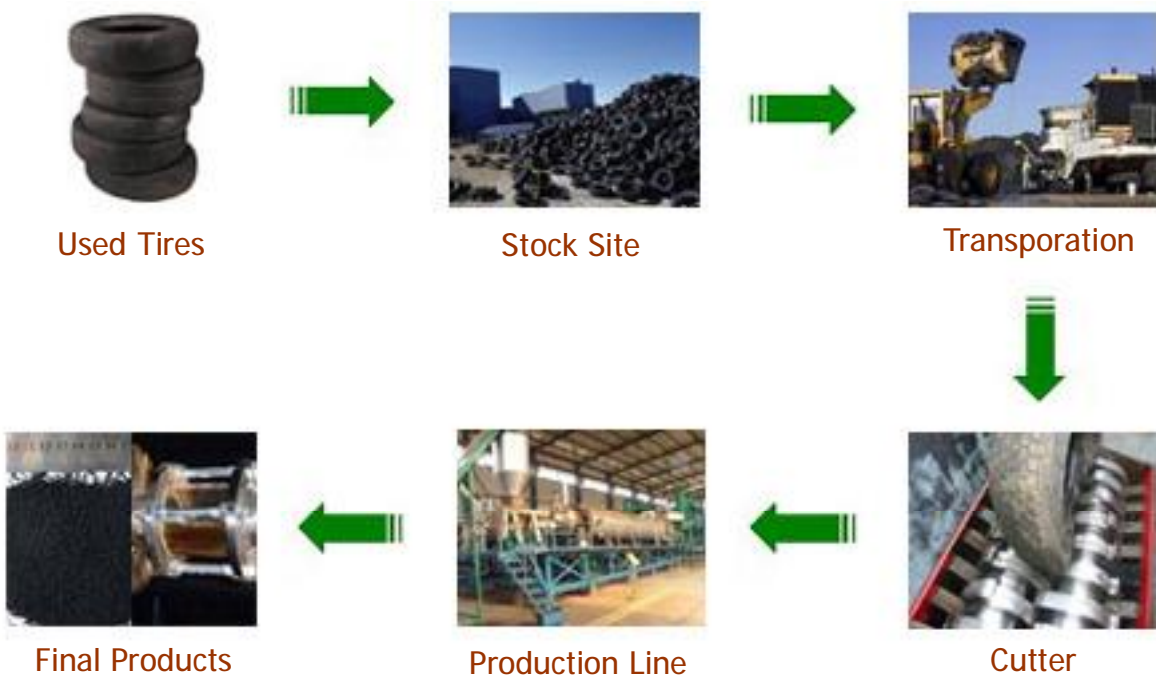 Used Tires
Stock Site
Transporation
Cutter
Production Line
Final Products